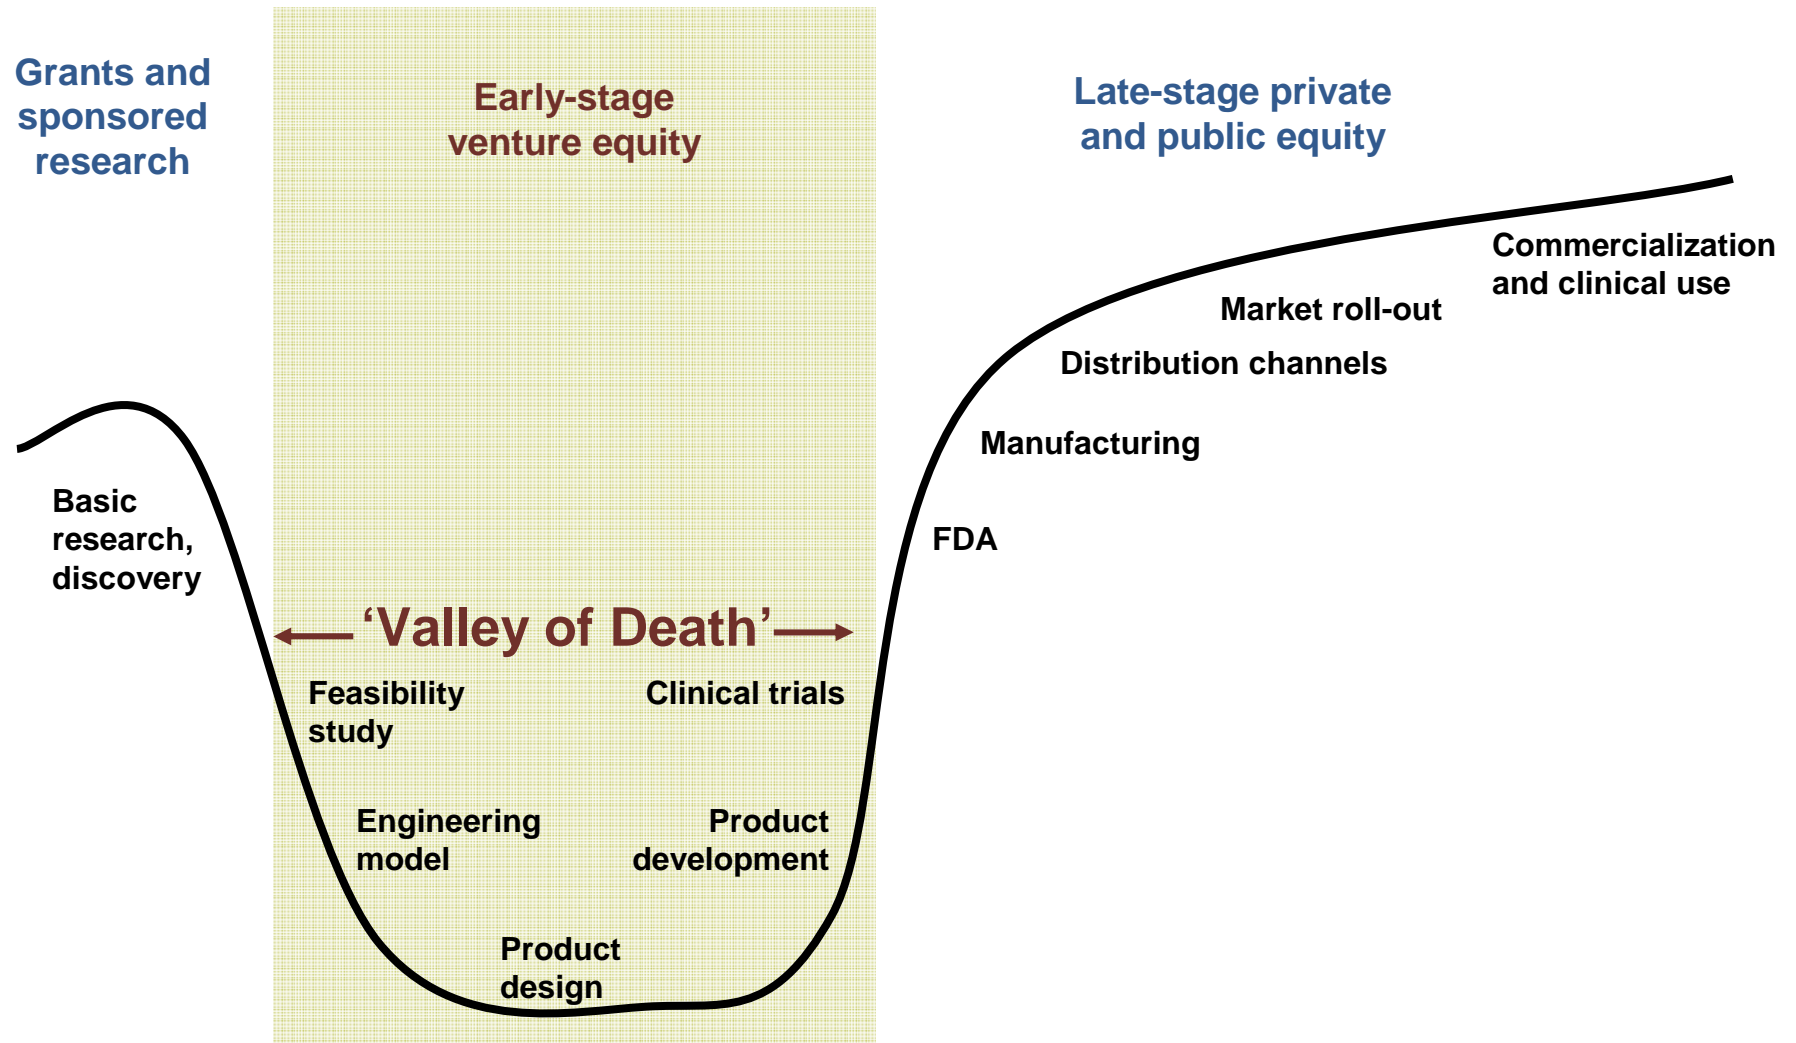 Grants and
sponsored
research
Early-stage
venture equity
Late-stage private
and public equity
Commercialization
and clinical use
Market roll-out
Distribution channels
Manufacturing
FDA
Basic
research,
discovery
‘Valley of Death’
Feasibility
study
Clinical trials
Engineering
model
Product
development
Product
design